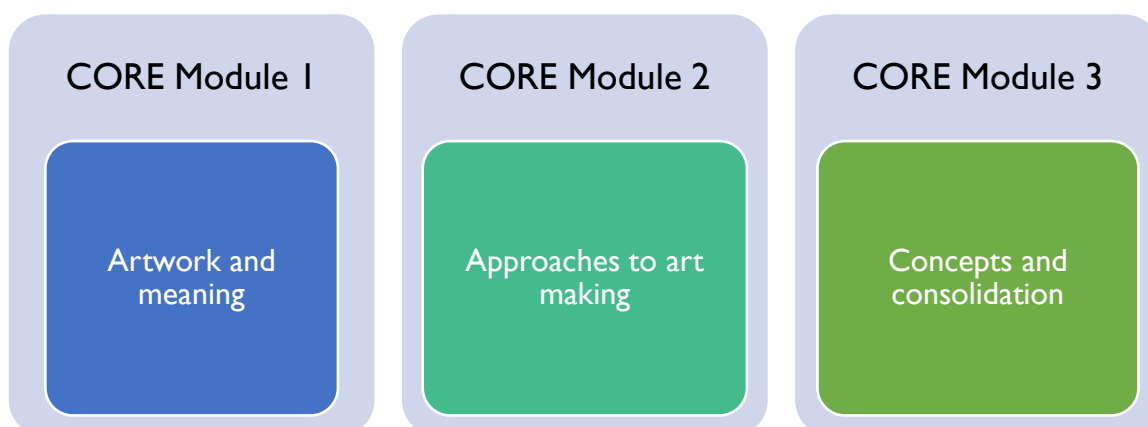 CORE Module 1
Artwork and
meaning
CORE Module 2
Approaches to art
making
CORE Module 3
Concepts and
consolidation